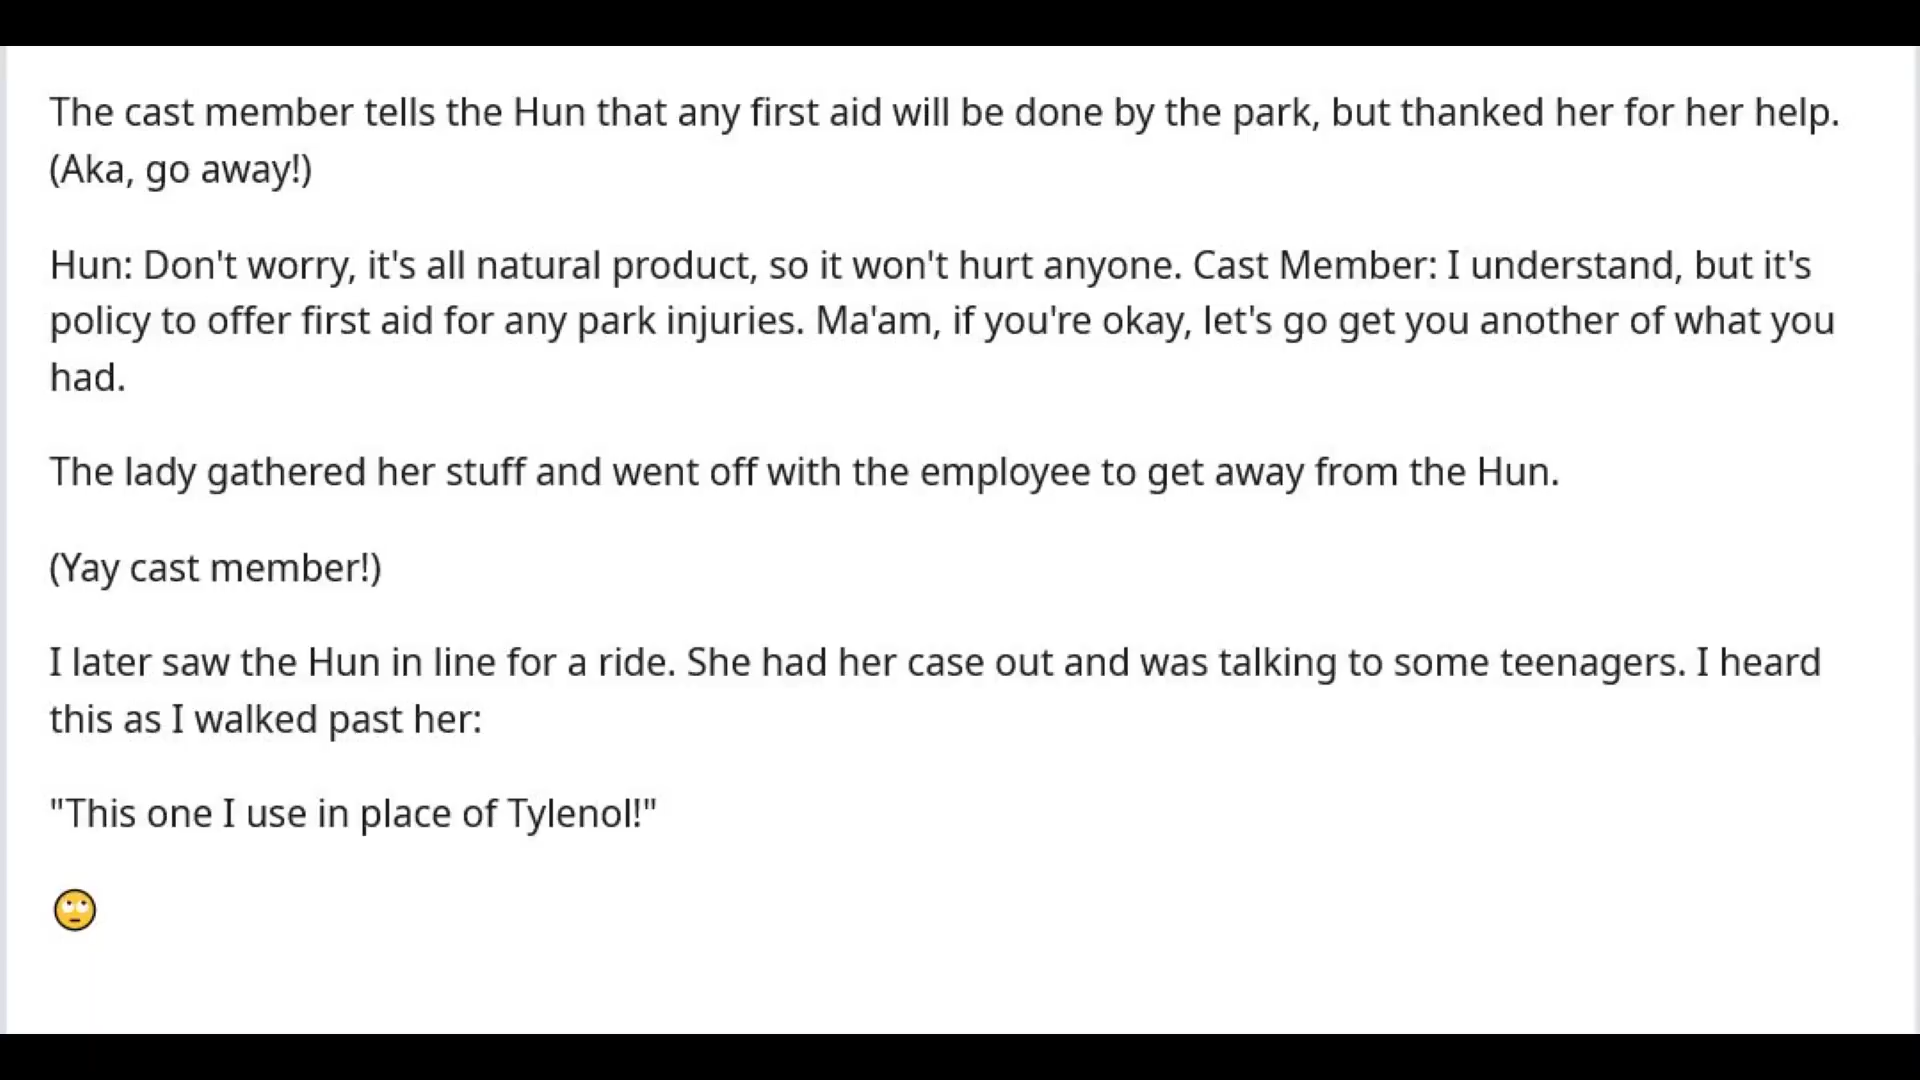 The cast member tells the Hun that any first aid will be done by the park, but thanked her for her help.
(Aka, go away!)
Hun: Don't worry, it's all natural product, so it won't hurt anyone. Cast Member: I understand, but it's
policy to offer first aid for any park injuries. Ma'am, if you're okay, let's go get you another of what you
had.
The lady gathered her stuff and went off with the employee to get away from the Hun.
(Yay cast member!)
I later saw the Hun in line for a ride. She had her case out and was talking to some teenagers. I heard
this as I walked past her:
"This one I use in place of Tylenol!"
🙄